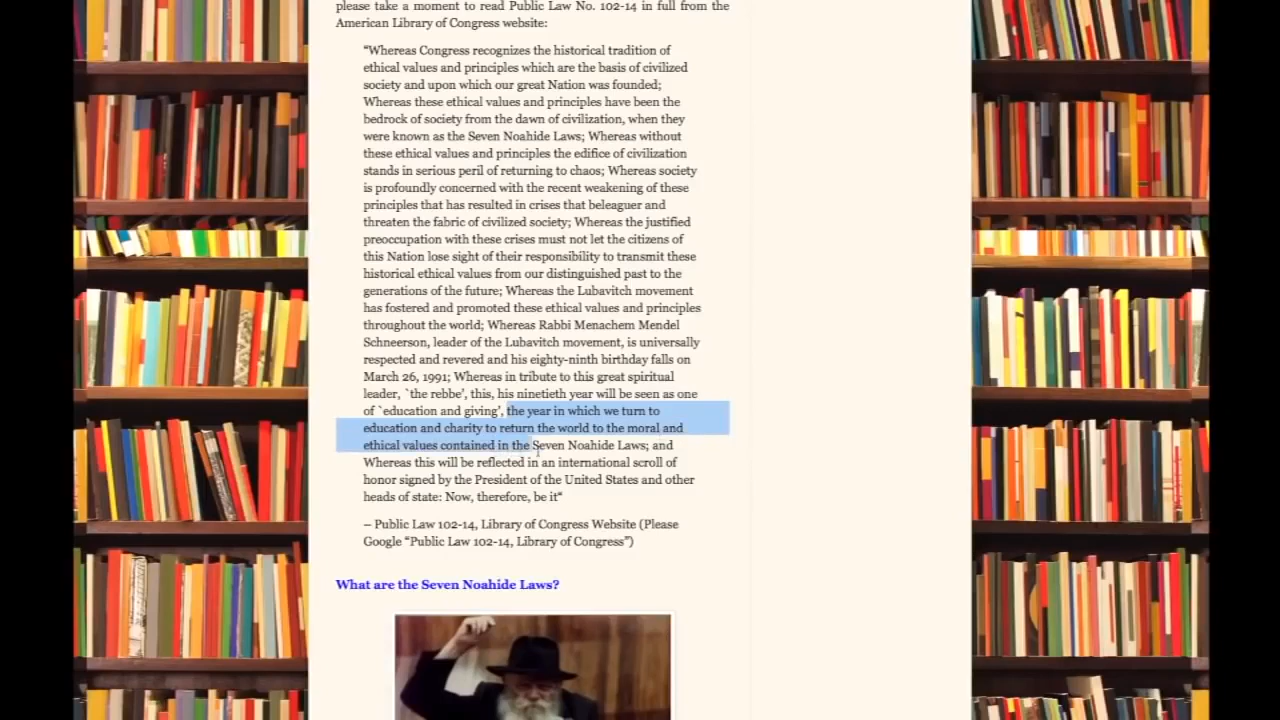 please take a moment to read Public Law No. 102-14 in full from the
American Library of Congress website:
“Whereas Congress recognizes the historical tradition of
ethical values and principles which are the basis of civilized
society and upon which our great Nation was founded;
Whereas these ethical values and principles have been the
bedrock of society from the dawn of civilization, when they
were known as the Seven Noahide Laws; Whereas without
these ethical values and principles the edifice of civilization
stands in serious peril of returning to chaos; Whereas society
is profoundly concerned with the recent weakening of these
principles that has resulted in crises that beleaguer and
threaten the fabric of civilized society; Whereas the justified
preoccupation with these crises must not let the citizens of
this Nation lose sight of their responsibility to transmit these
historical ethical values from our distinguished past to the
generations of the future; Whereas the Lubavitch movement
has fostered and promoted these ethical values and principles
throughout the world; Whereas Rabbi Menachem Mendel
Schneerson, leader of the Lubavitch movement, is universally
respected and revered and his eighty-ninth birthday falls on
March 26, 1991; Whereas in tribute to this great spiritual
leader, `the rebbe’, this, his ninetieth year will be seen as one
of `education and giving’, the year in which we turn to
education and charity to return the world to the moral and
ethical values contained in the Seven Noahide Laws; and
Whereas this will be reflected in an international scroll of
honor signed by the President of the United States and other
heads of state: Now, therefore, be it“
– Public Law 102-14, Library of Congress Website (Please
Google “Public Law 102-14, Library of Congress”)
What are the Seven Noahide Laws?